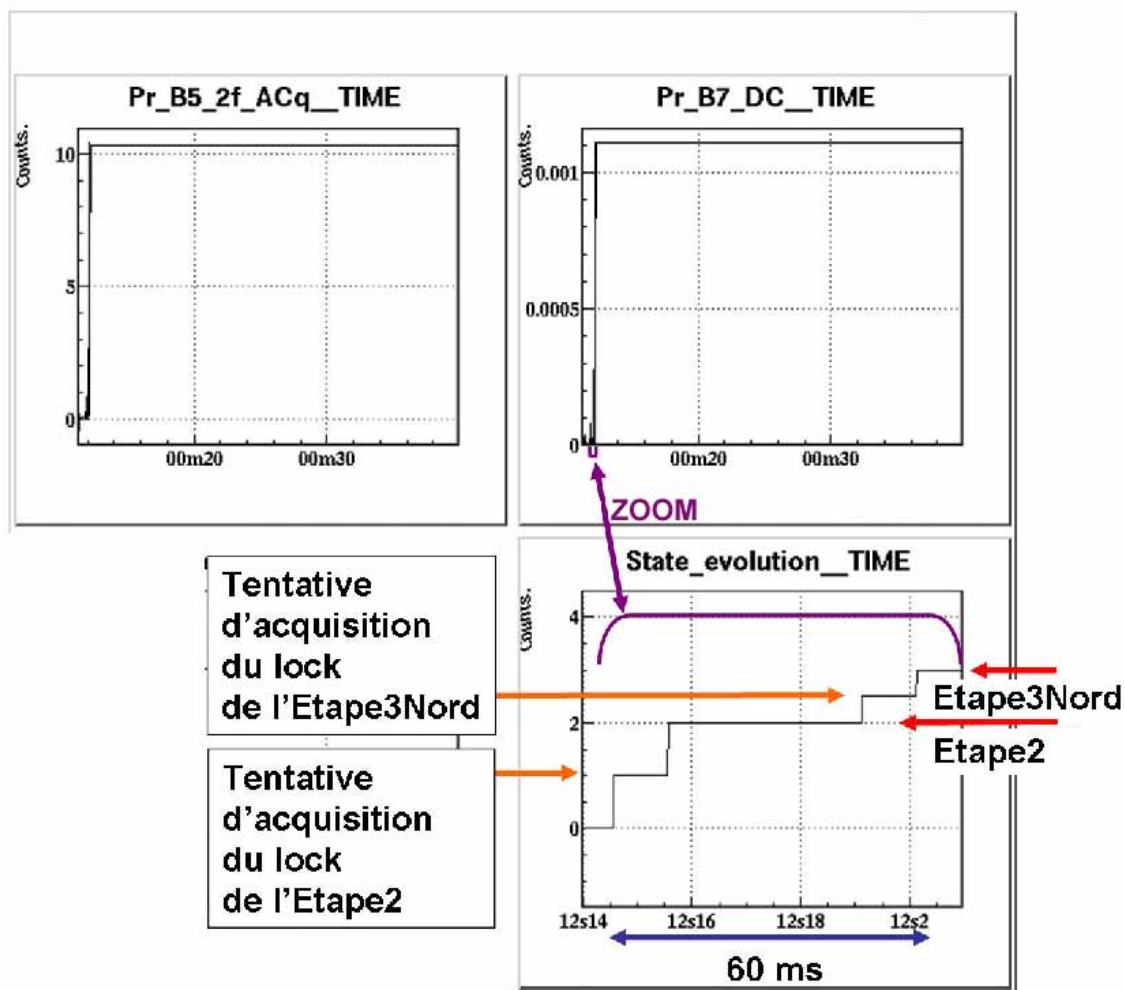 Pr_B5_2f_ACq__TIME
Counts.
10
5
0
00m20
00m30
Pr_B7_DC__TIME
Counts.
0.001
0.0005
0
00m20
00m30
ZOOM
State_evolution__TIME
Counts.
4
2
0
12s14
12s16
12s18
12s2
60 ms
Tentative
d'acquisition
du lock
de l'Etape3Nord
Tentative
d'acquisition
du lock
de l'Etape2
Etape3Nord
Etape2